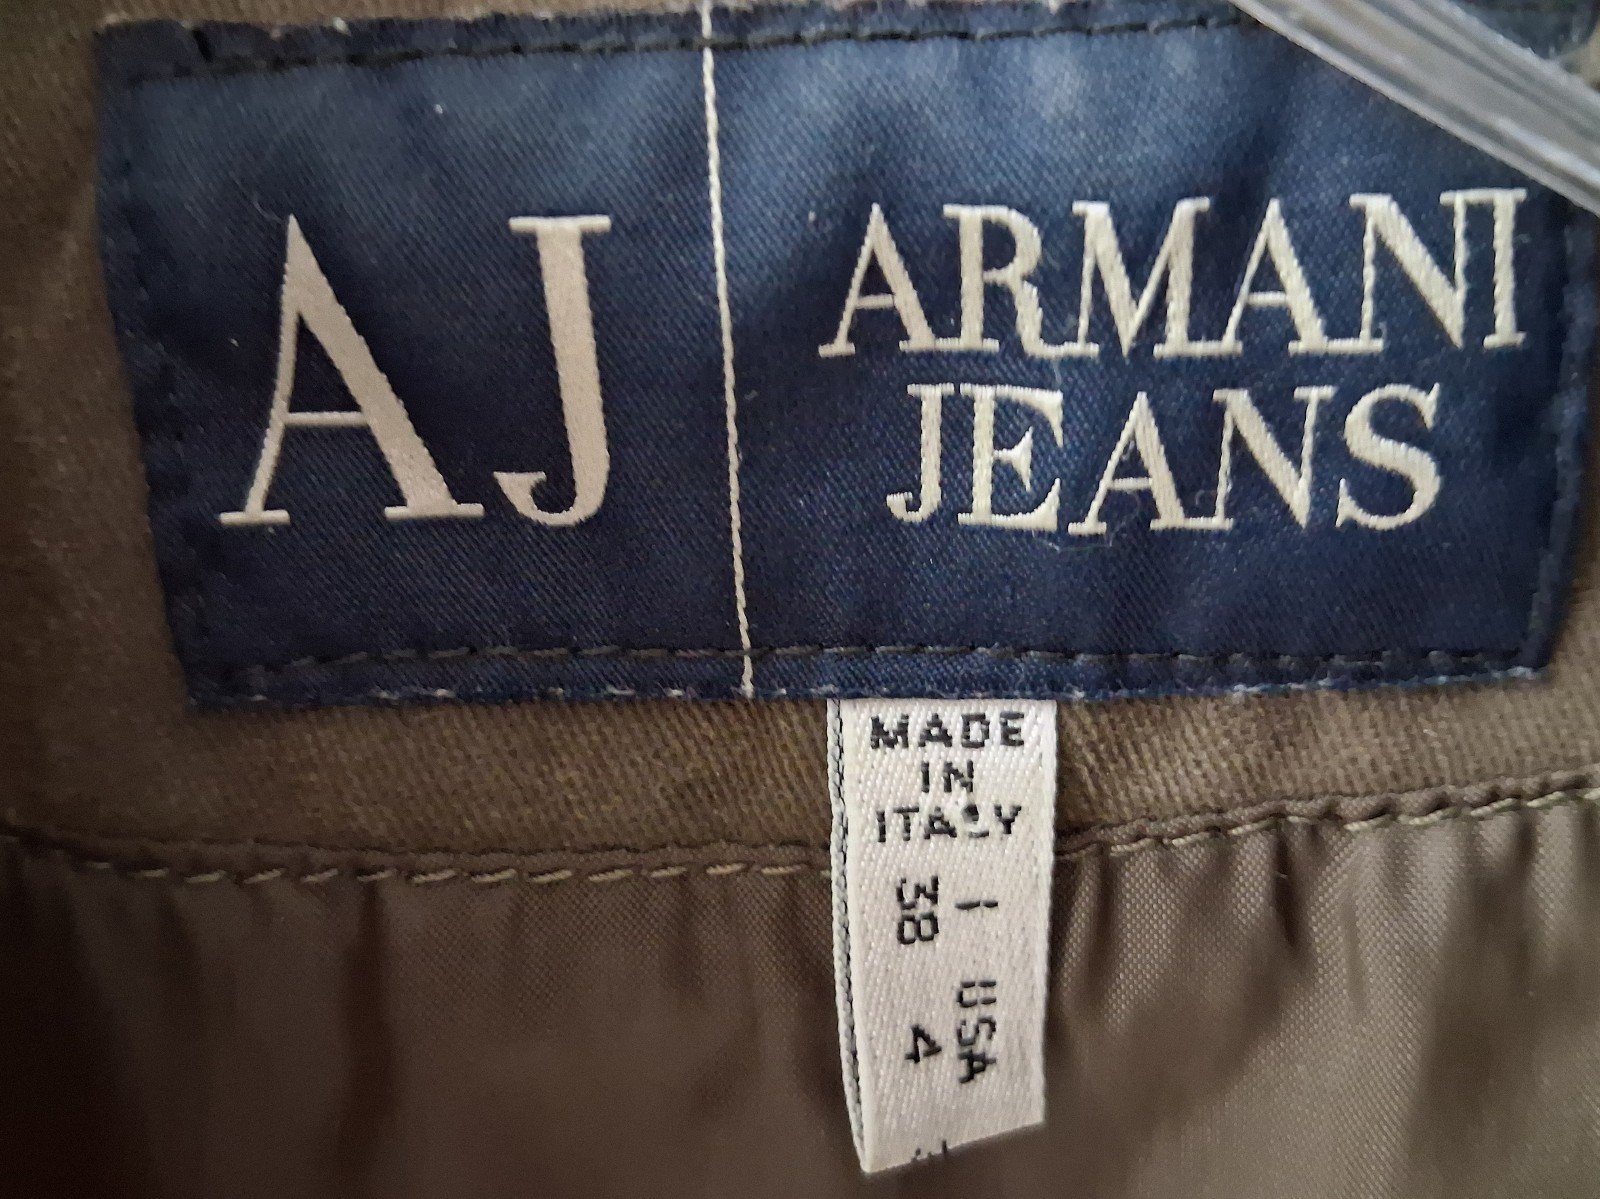 AJ
ARMANI
JEANS
MADE
IN
ITALY
I USA
38 4